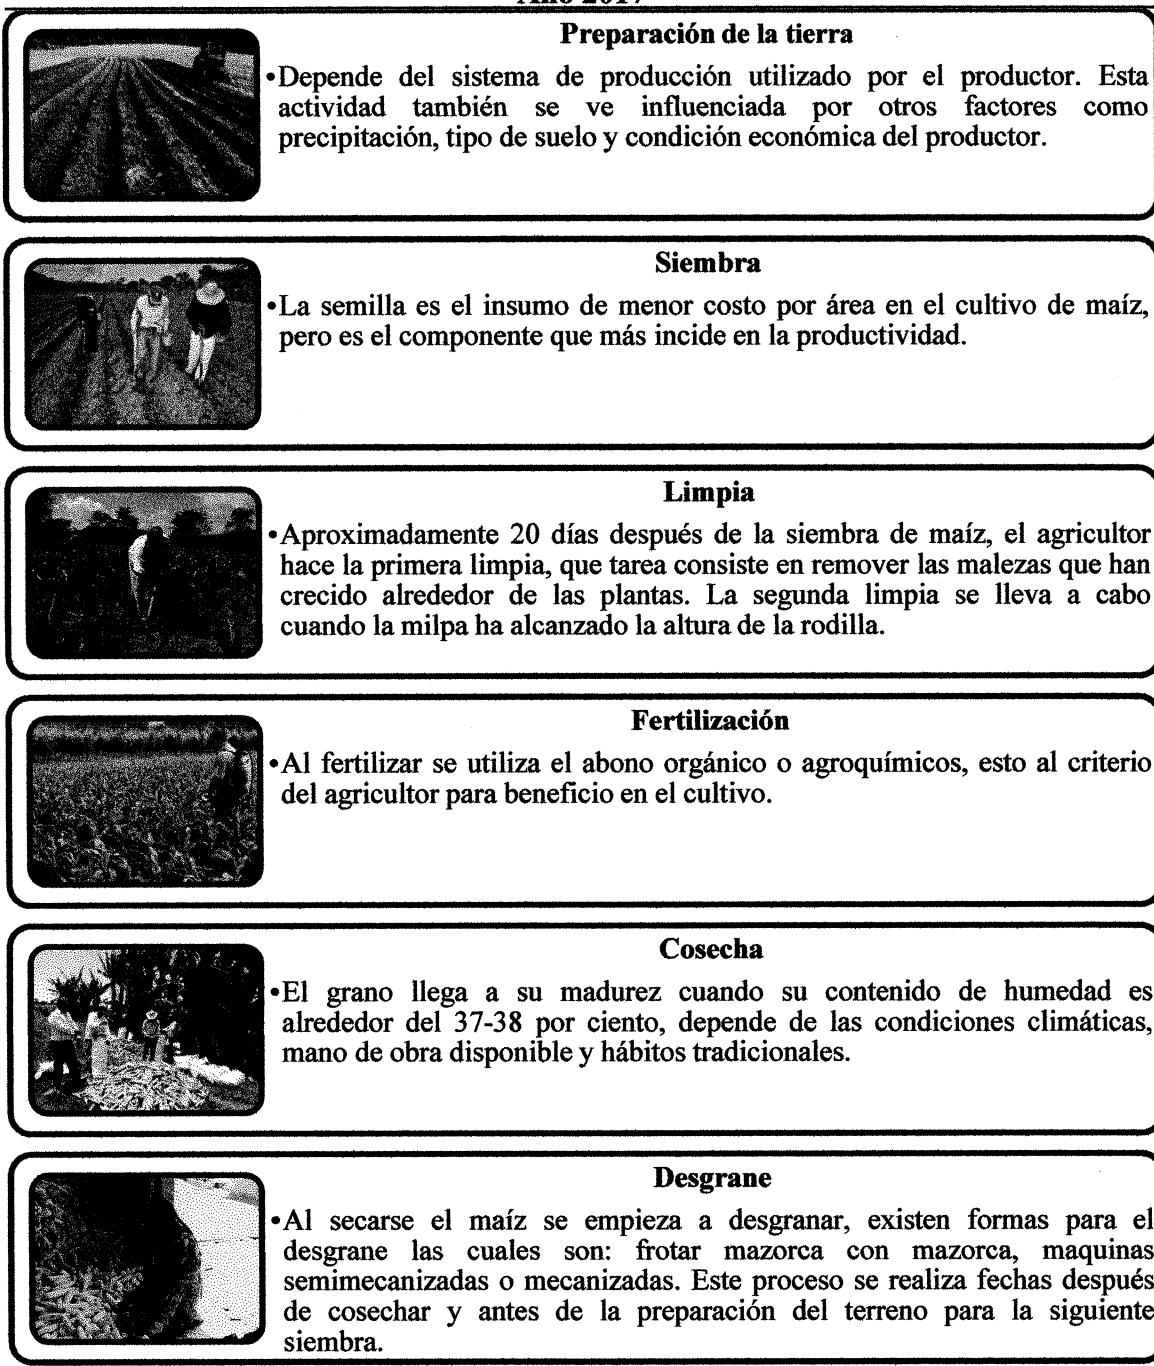 Año 2017
Preparación de la tierra
•Depende del sistema de producción utilizado por el productor. Esta
actividad también se ve influenciada por otros factores como
precipitación, tipo de suelo y condición económica del productor.
Siembra
•La semilla es el insumo de menor costo por área en el cultivo de maíz,
pero es el componente que más incide en la productividad.
Limpia
•Aproximadamente 20 días después de la siembra de maíz, el agricultor
hace la primera limpia, que tarea consiste en remover las malezas que han
crecido alrededor de las plantas. La segunda limpia se lleva a cabo
cuando la milpa ha alcanzado la altura de la rodilla.
Fertilización
•Al fertilizar se utiliza el abono orgánico o agroquímicos, esto al criterio
del agricultor para beneficio en el cultivo.
Cosecha
•El grano llega a su madurez cuando su contenido de humedad es
alrededor del 37-38 por ciento, depende de las condiciones climáticas,
mano de obra disponible y hábitos tradicionales.
Desgrane
•Al secarse el maíz se empieza a desgranar, existen formas para el
desgrane las cuales son: frotar mazorca con mazorca, maquinas
semimecanizadas o mecanizadas. Este proceso se realiza fechas después
de cosechar y antes de la preparación del terreno para la siguiente
siembra.